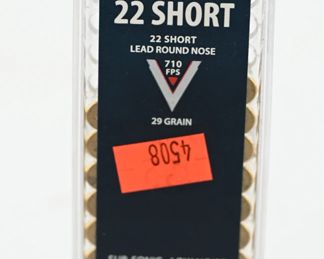 22 SHORT
22 SHORT
LEAD ROUND NOSE
710
FPS
29 GRAIN
4508